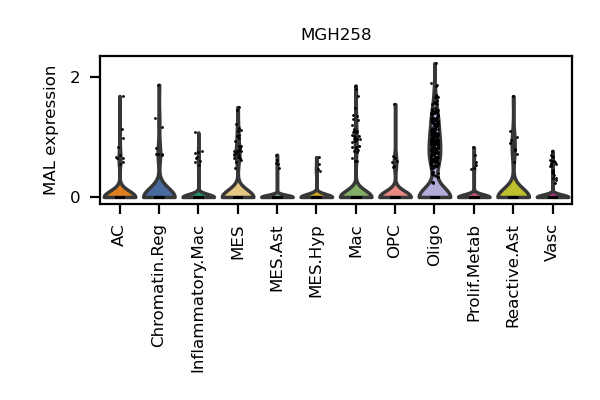 MGH258
MAL expression
2
0
AC
Chromatin.Reg
Inflammatory.Mac
MES
MES.Ast
MES.Hyp
Mac
OPC
Oligo
Prolif.Metab
Reactive.Ast
Vasc